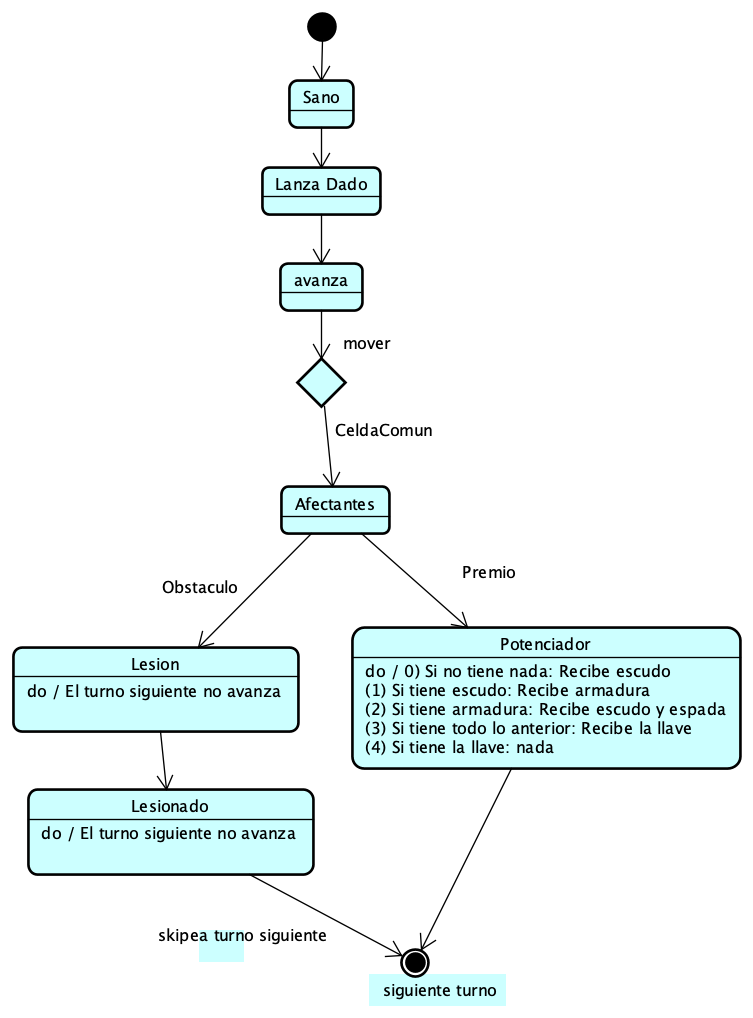 Sano
Lanza Dado
avanza
mover
CeldaComun
Afectantes
Obstaculo
Premio
Lesion
do / El turno siguiente no avanza
Potenciador
do / 0) Si no tiene nada: Recibe escudo
(1) Si tiene escudo: Recibe armadura
(2) Si tiene armadura: Recibe escudo y espada
(3) Si tiene todo lo anterior: Recibe la llave
(4) Si tiene la llave: nada
Lesionado
do / El turno siguiente no avanza
skipea turno siguiente
siguiente turno